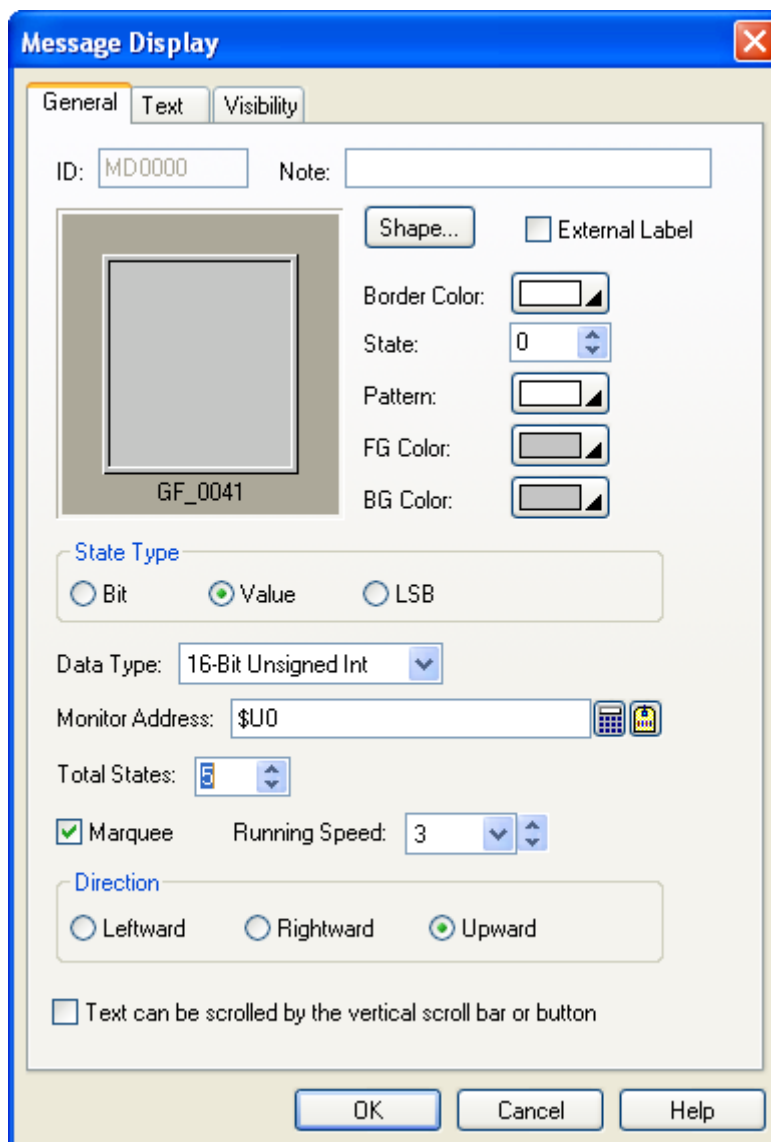 Message Display
General Text Visibility
ID: MD0000 Note:
Shape... External Label
Border Color:
State: 0
Pattern:
FG Color:
BG Color:
GF_0041
State Type
Bit Value LSB
Data Type: 16-Bit Unsigned Int
Monitor Address: $U0
Total States: 5
Marquee Running Speed: 3
Direction
Leftward Rightward Upward
Text can be scrolled by the vertical scroll bar or button
OK Cancel Help